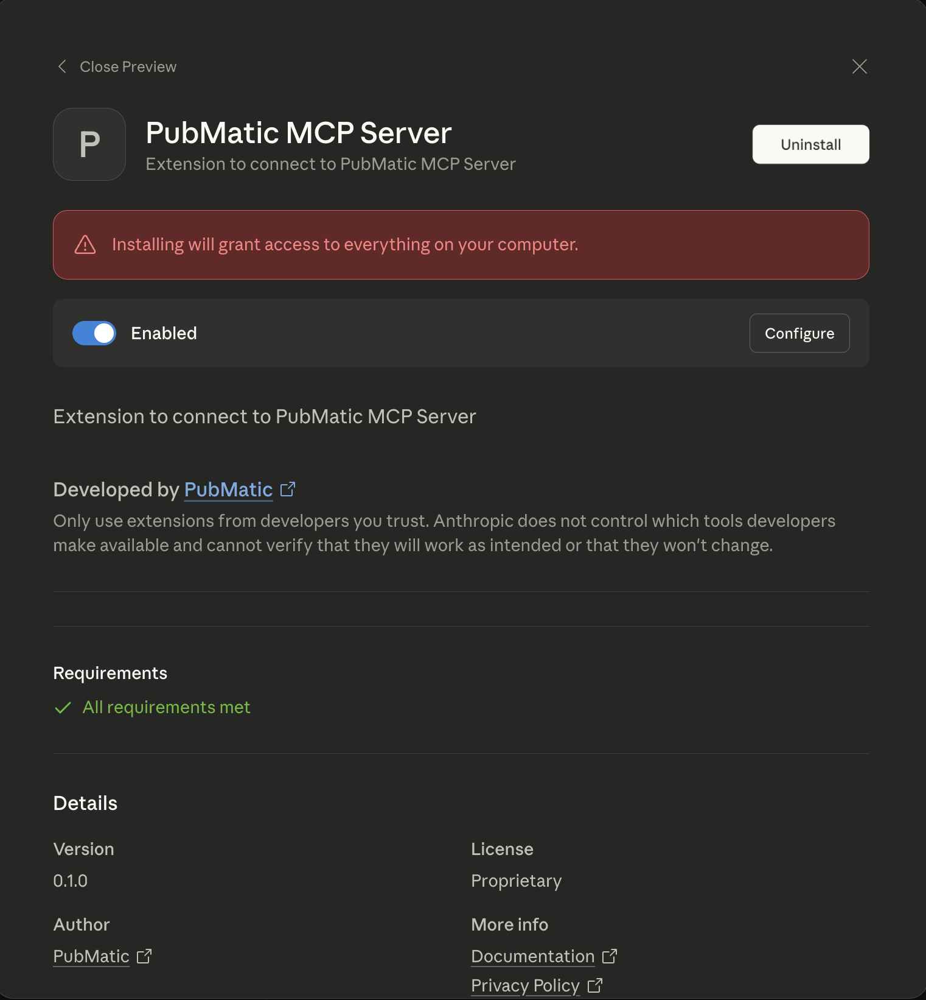 Close Preview
P
PubMatic MCP Server
Extension to connect to PubMatic MCP Server
Uninstall
Installing will grant access to everything on your computer.
Enabled
Configure
Extension to connect to PubMatic MCP Server
Developed by PubMatic
Only use extensions from developers you trust. Anthropic does not control which tools developers
make available and cannot verify that they will work as intended or that they won't change.
Requirements
All requirements met
Details
Version
0.1.0
License
Proprietary
Author
PubMatic
More info
Documentation
Privacy Policy